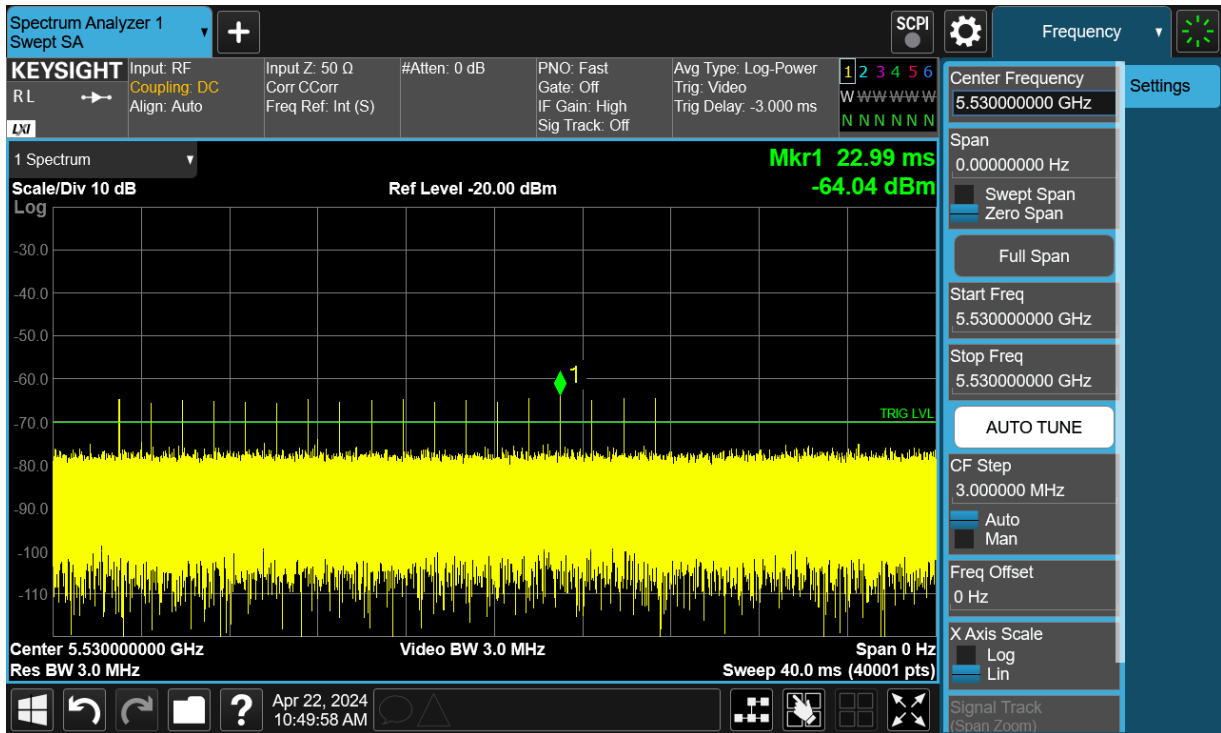 Spectrum Analyzer 1
Swept SA
+
SCPI
Frequency
KEYSIGHT
RL
LXI
Input: RF
Coupling: DC
Align: Auto
Input Z: 50 Ω
Corr CCorr
Freq Ref: Int (S)
#Atten: 0 dB
PNO: Fast
Gate: Off
IF Gain: High
Sig Track: Off
Avg Type: Log-Power
Trig: Video
Trig Delay: -3.000 ms
1 2 3 4 5 6
W W W W W W
N N N N N N
1 Spectrum
Mkr1 22.99 ms
Scale/Div 10 dB
Ref Level -20.00 dBm
-64.04 dBm
Log
-30.0
-40.0
-50.0
-60.0
1
-70.0
TRIG LVL
-80.0
-90.0
-100
-110
Center 5.530000000 GHz
Video BW 3.0 MHz
Span 0 Hz
Res BW 3.0 MHz
Sweep 40.0 ms (40001 pts)
?
Apr 22, 2024
10:49:58 AM
Center Frequency
5.530000000 GHz
Settings
Span
0.00000000 Hz
Swept Span
Zero Span
Full Span
Start Freq
5.530000000 GHz
Stop Freq
5.530000000 GHz
AUTO TUNE
CF Step
3.000000 MHz
Auto
Man
Freq Offset
0 Hz
X Axis Scale
Log
Lin
Signal Track
(Span Zoom)